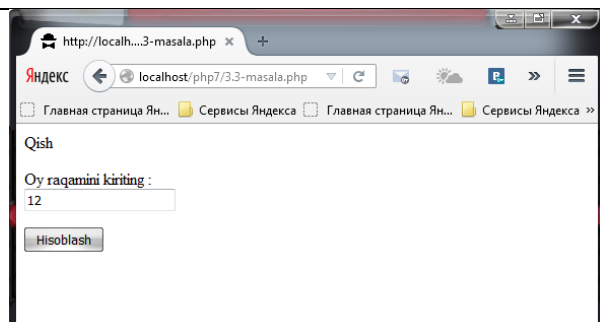 http://localh....3-masala.php × +
Яндекс localhost/php7/3.3-masala.php
Главная страница Ян... Сервисы Яндекса Главная страница Ян... Сервисы Яндекса »
Qish
Oy raqamini kiriting :
12
Hisoblash